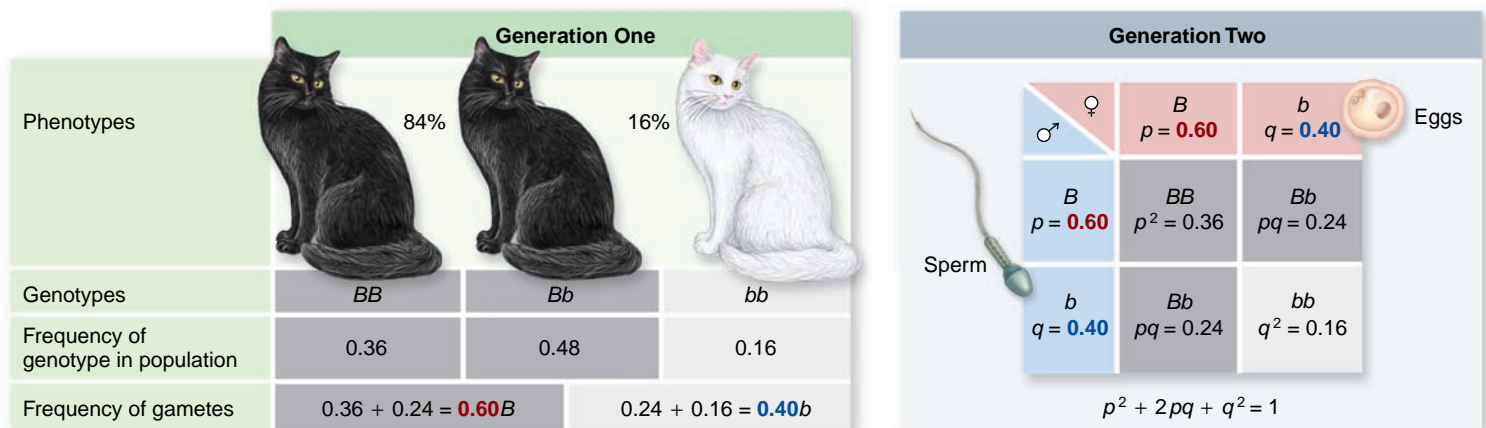 Generation One
Phenotypes
84%
16%
Genotypes
BB
Bb
bb
Frequency of
genotype in population
0.36
0.48
0.16
Frequency of gametes
0.36 + 0.24 = 0.60B
0.24 + 0.16 = 0.40b
Generation Two
♂
♀
B
p = 0.60
b
q = 0.40
Eggs
Sperm
B
p = 0.60
BB
p² = 0.36
Bb
pq = 0.24
b
q = 0.40
Bb
pq = 0.24
bb
q² = 0.16
p² + 2pq + q² = 1